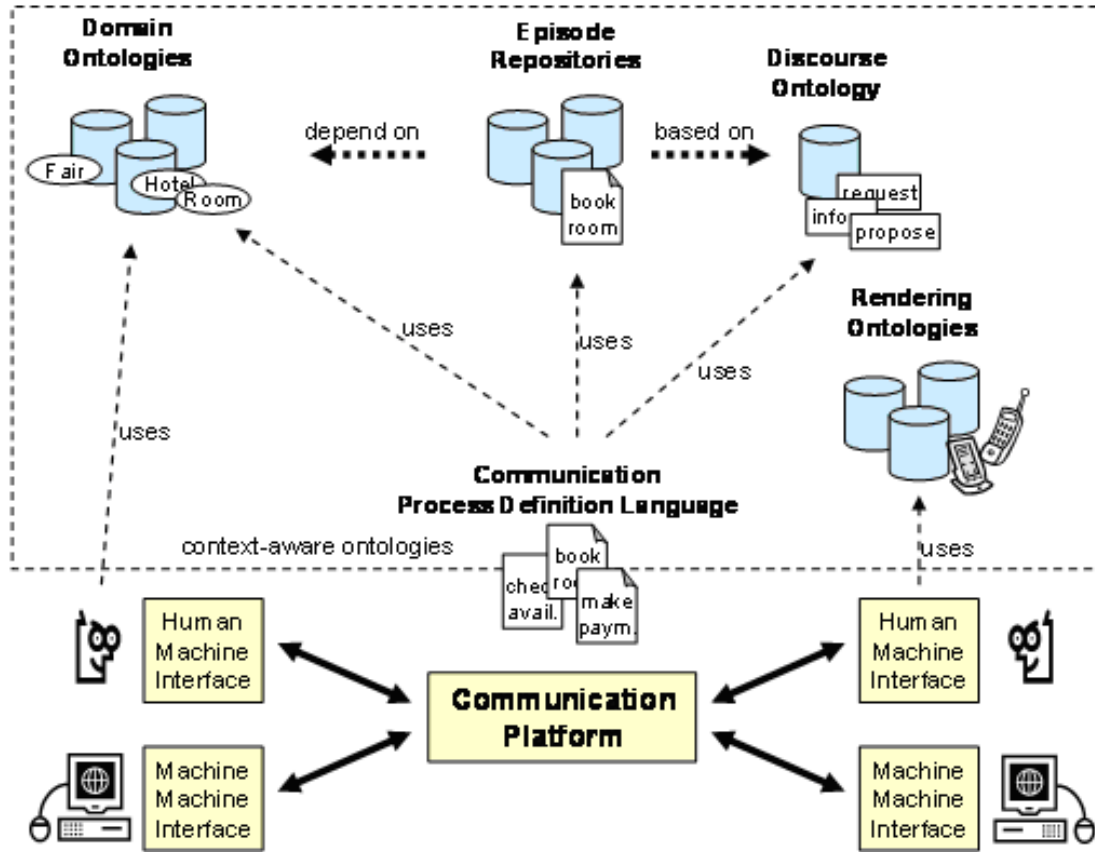 Domain
Ontologies
Episode
Repositories
Discourse
Ontology
depend on
based on
Fair
Hotel
Room
book
room
request
info
propose
Rendering
Ontologies
uses
uses
uses
uses
Communication
Process Definition Language
context-aware ontologies
uses
book
roo
chec
avail.
make
paym.
Human
Machine
Interface
Human
Machine
Interface
Communication
Platform
Machine
Machine
Interface
Machine
Machine
Interface